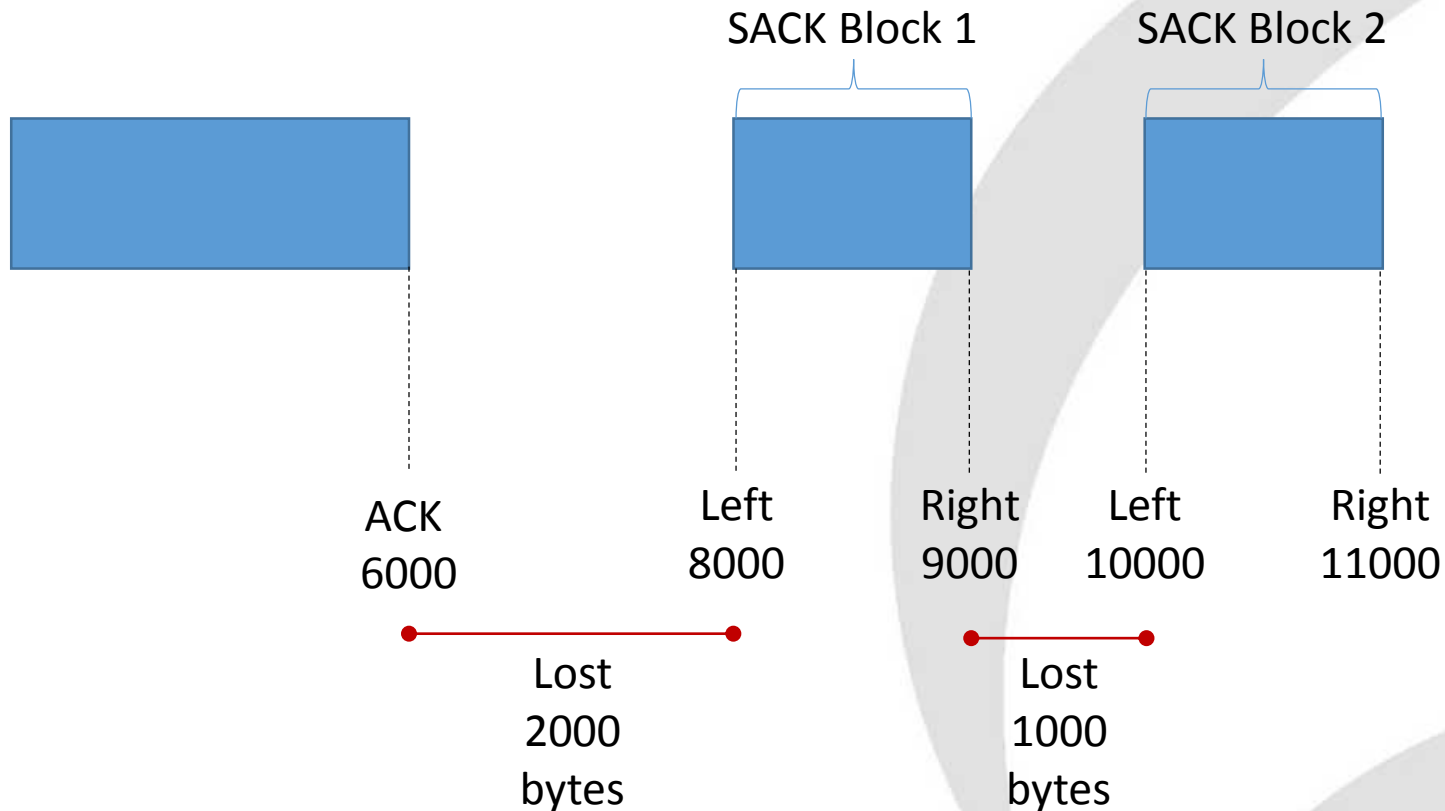 SACK Block 1
SACK Block 2
ACK
6000
Left
8000
Right
9000
Left
10000
Right
11000
Lost
2000
bytes
Lost
1000
bytes